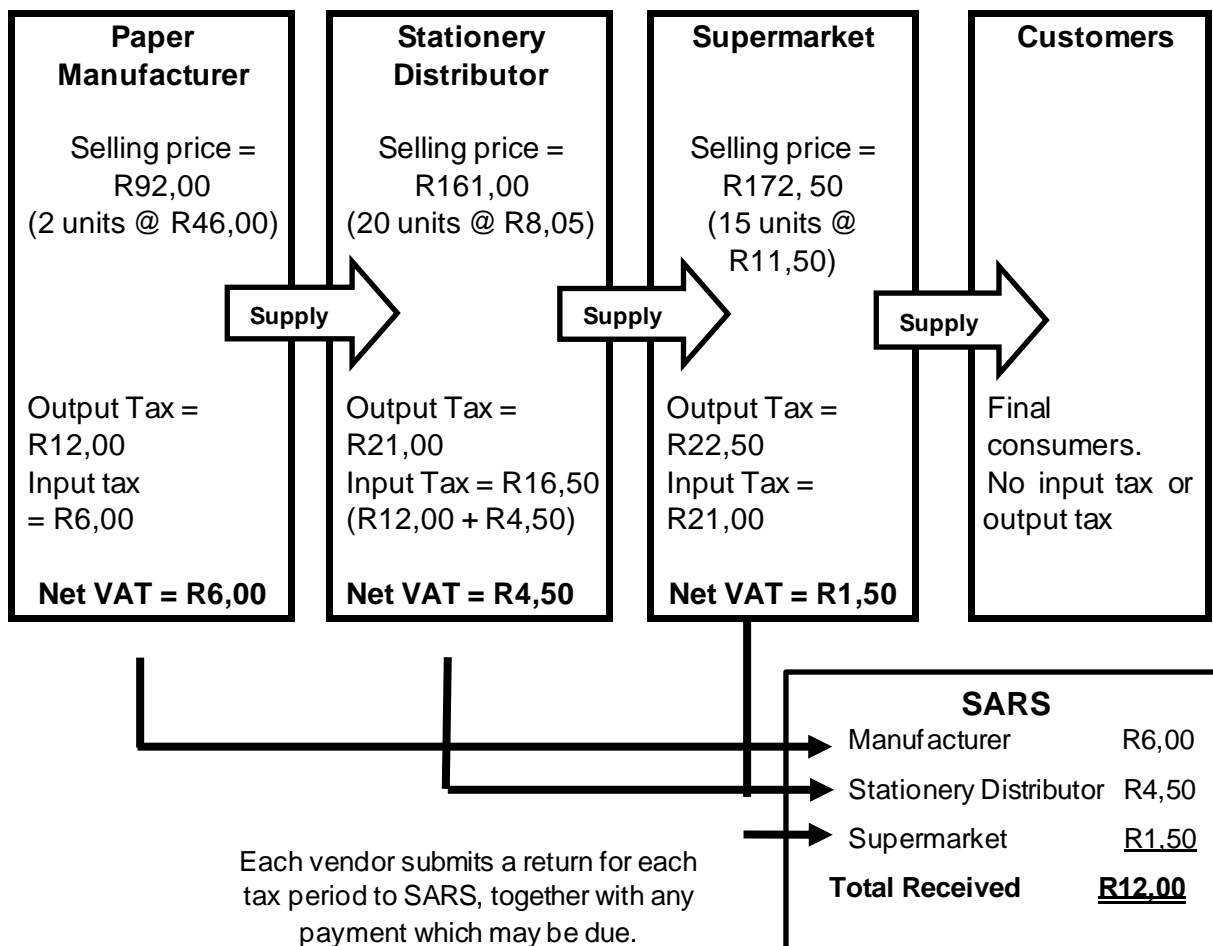 Paper
Manufacturer
Selling price =
R92,00
(2 units @ R46,00)
Supply
Output Tax =
R12,00
Input tax
= R6,00
Net VAT = R6,00
Stationery
Distributor
Selling price =
R161,00
(20 units @ R8,05)
Supply
Output Tax =
R21,00
Input Tax = R16,50
(R12,00 + R4,50)
Net VAT = R4,50
Supermarket
Selling price =
R172, 50
(15 units @
R11,50)
Supply
Output Tax =
R22,50
Input Tax =
R21,00
Net VAT = R1,50
Customers
Final
consumers.
No input tax or
output tax
SARS
Manufacturer R6,00
Stationery Distributor R4,50
Supermarket R1,50
Total Received R12,00
Each vendor submits a return for each
tax period to SARS, together with any
payment which may be due.